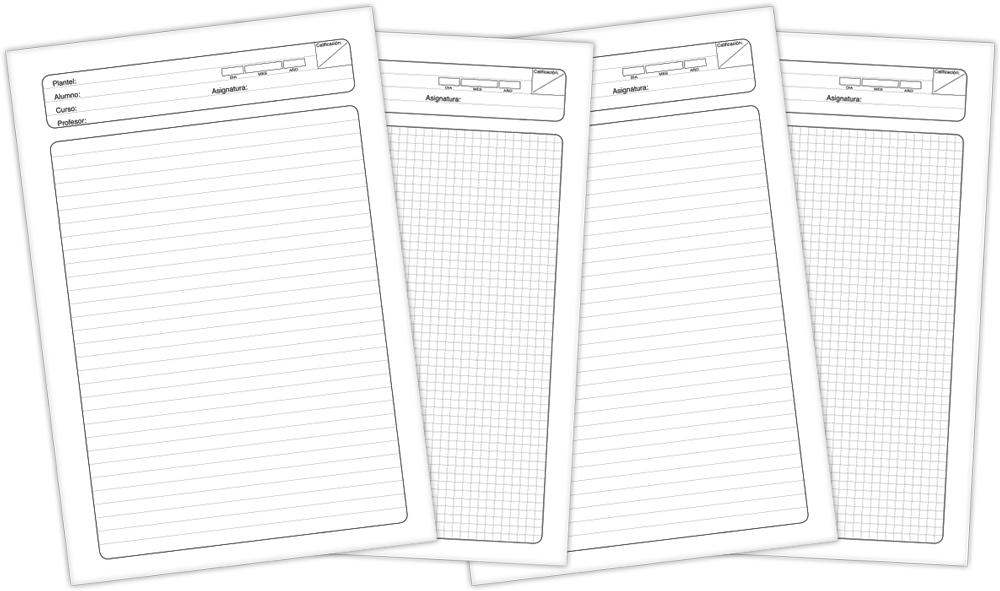 Calificación:
Plantel:
DIA MES AÑO
Alumno:
Asignatura:
Curso:
Profesor:
Calificación:
DIA MES AÑO
Asignatura:
Calificación:
DIA MES AÑO
Asignatura:
Calificación:
DIA MES AÑO
Asignatura: